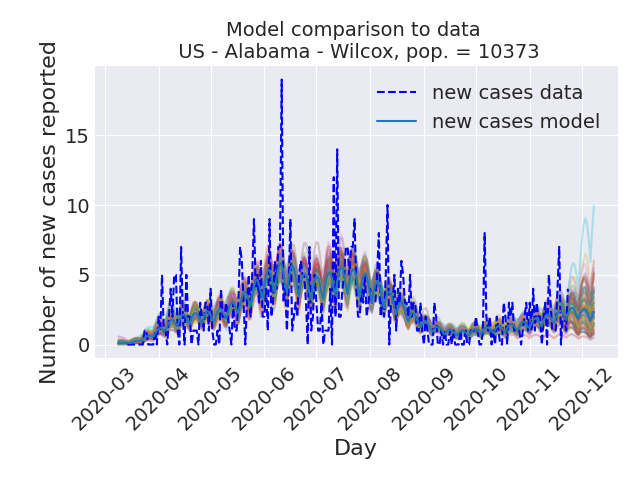 Model comparison to data
US - Alabama - Wilcox, pop. = 10373
Number of new cases reported
15
10
5
0
new cases data
new cases model
2020-03
2020-04
2020-05
2020-06
2020-07
2020-08
2020-09
2020-10
2020-11
2020-12
Day